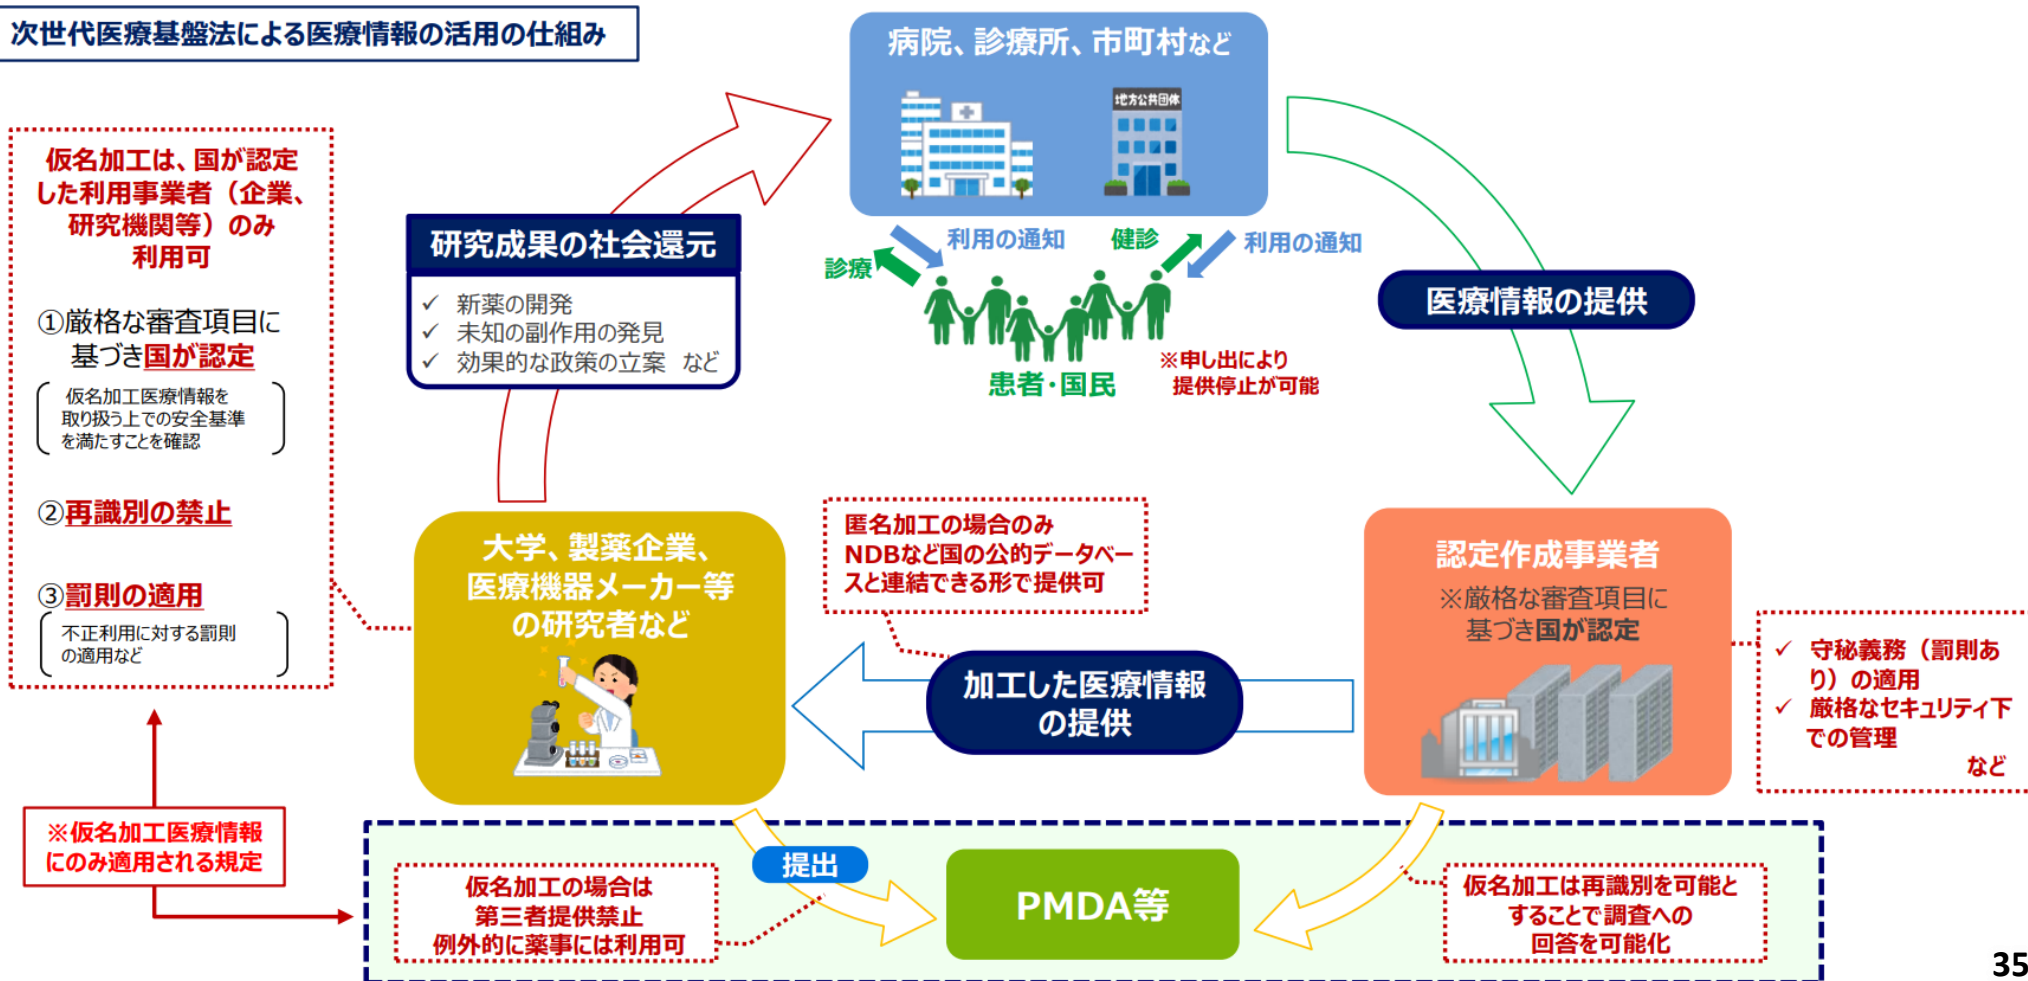 次世代医療基盤法による医療情報の活用の仕組み
病院、診療所、市町村など
地方公共団体
仮名加工は、国が認定
した利用事業者（企業、
研究機関等）のみ
利用可
①厳格な審査項目に
基づき国が認定
仮名加工医療情報を
取り扱う上での安全基準
を満たすことを確認
②再識別の禁止
③罰則の適用
不正利用に対する罰則
の適用など
研究成果の社会還元
✓ 新薬の開発
✓ 未知の副作用の発見
✓ 効果的な政策の立案 など
利用の通知
健診
利用の通知
診療
患者・国民
※申し出により
提供停止が可能
医療情報の提供
大学、製薬企業、
医療機器メーカー等
の研究者など
匿名加工の場合のみ
NDBなど国の公的データベー
スと連結できる形で提供可
加工した医療情報
の提供
認定作成事業者
※厳格な審査項目に
基づき国が認定
✓ 守秘義務（罰則あ
り）の適用
✓ 厳格なセキュリティ下
での管理
など
※仮名加工医療情報
にのみ適用される規定
提出
仮名加工の場合は
第三者提供禁止
例外的に薬事には利用可
PMDA等
仮名加工は再識別を可能と
することで調査への
回答を可能化
35